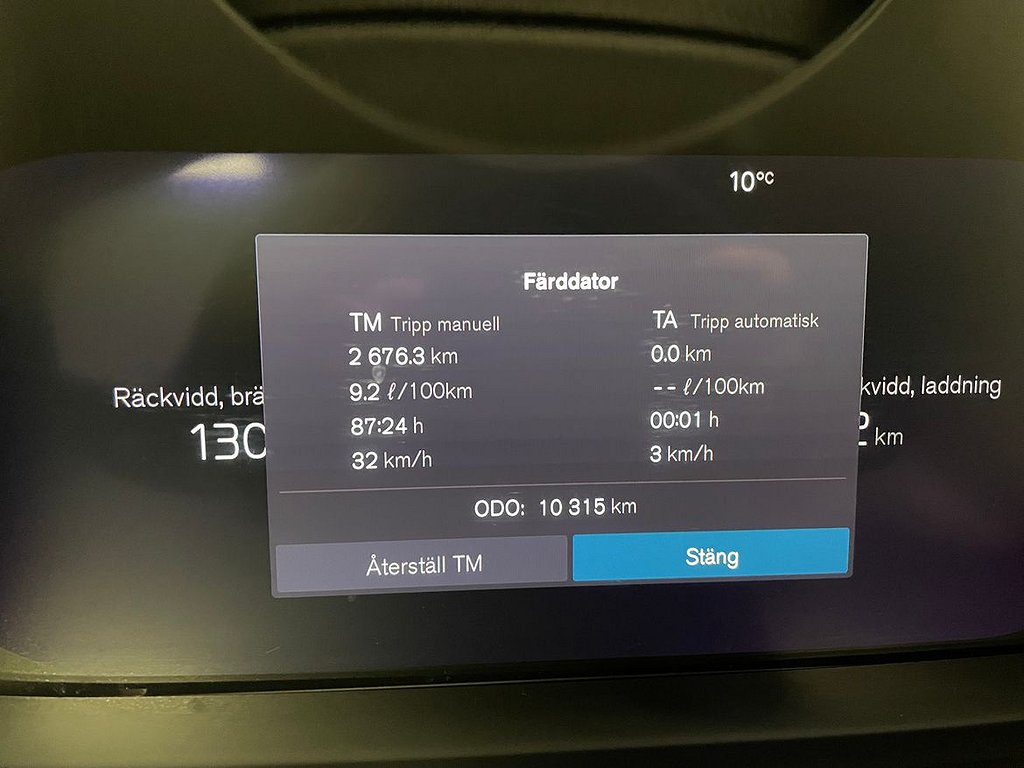 10°C
Färddator
TM Tripp manuell
2 676.3 km
9.2 ℓ/100km
87:24 h
32 km/h
TA Tripp automatisk
0.0 km
-- ℓ/100km
00:01 h
3 km/h
Räckvidd, brä
130
kvidd, laddning
2 km
ODO: 10 315 km
Återställ TM
Stäng